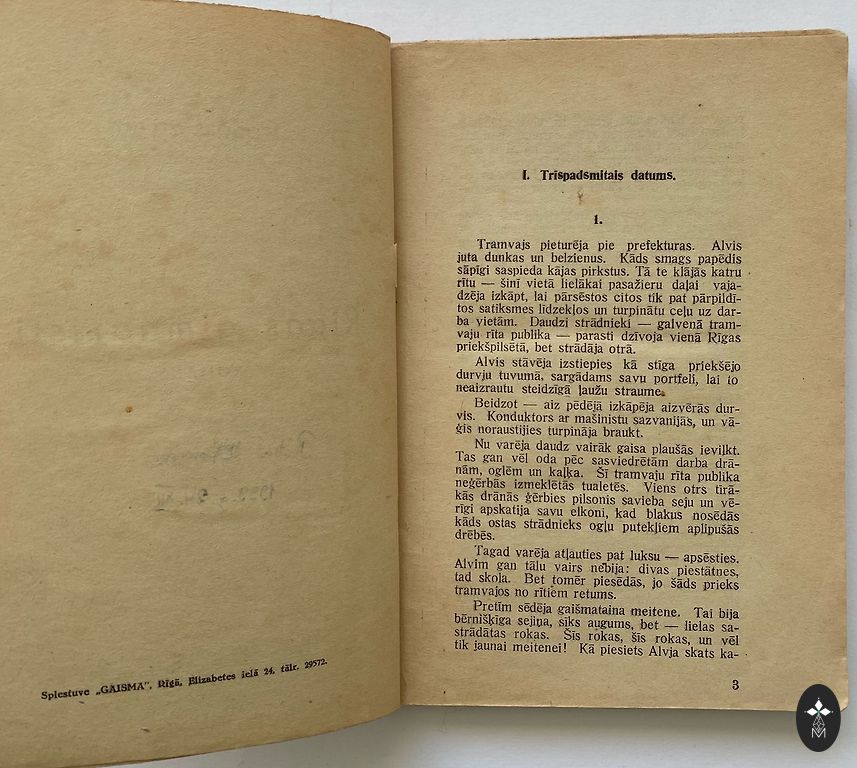 Spiestuve „GAISMA", Rīgā, Elizabetes ielā 24, tālr. 29572.
I. Trīspadsmitais datums.
1.
Tramvajs pieturēja pie prefekturas. Alvis
juta dunkas un belzienus. Kāds smags papēdis
sāpīgi saspieda kājas pirkstus. Tā te klājās katru
rītu — šinī vietā lielākai pasažieru daļai vaja-
dzēja izkāpt, lai pārsēstos citos tik pat pārpildī-
tos satiksmes līdzekļos un turpinātu ceļu uz dar-
ba vietām. Daudzi strādnieki — galvenā tram-
vaju rīta publika — parasti dzīvoja vienā Rīgas
priekšpilsētā, bet strādāja otrā.
Alvis stāvēja izstiepies kā stīga priekšējo
durvju tuvumā, sargādams savu portfeli, lai to
neaizrautu steidzīgā ļaužu straume.
Beidzot — aiz pēdējā izkāpēja aizvērās dur-
vis. Konduktors ar mašinistu sazvanījās, un vā-
ģis noraustījies turpināja braukt.
Nu varēja daudz vairāk gaisa plaušās ievilkt.
Tas gan vēl oda pēc sasviedrētām darba drā-
nām, oglēm un kaļķa. Šī tramvaju rīta publika
neģērbās izmeklētās tualetēs. Viens otrs tīrā-
kās drānās ģērbies pilsonis savieba seju un vē-
rīgi apskatīja savu elkoni, kad blakus nosēdās
kāds ostas strādnieks ogļu putekļiem aplipušās
drēbēs.
Tagad varēja atļauties pat luksu — apsēsties.
Alvim gan tālu vairs nebija: divas piestātnes,
tad skola. Bet tomēr piesēdās, jo šāds prieks
tramvajos no rītiem retums.
Pretīm sēdēja gaišmataina meitene. Tai bija
bērnišķīga sejiņa, sīks augums, bet — lielas sa-
strādātas rokas. Šīs rokas, šīs rokas, un vēl
tik jaunai meitenei! Kā piesiets Alvja skats ka-
3
M